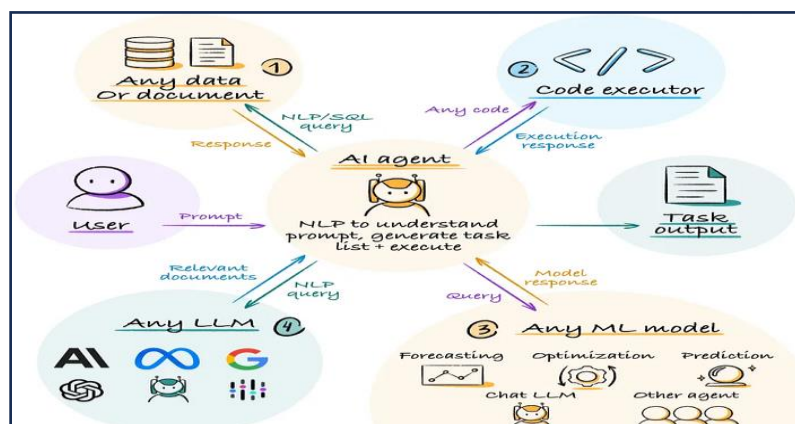 1
Any data
Or document
2
Code executor
NLP/SQL
query
Response
Any code
Execution
response
AI agent
NLP to understand
prompt, generate task
list + execute
User
Prompt
Task
output
Relevant
documents
NLP
query
Model
response
Query
Any LLM
4
3
Any ML model
Forecasting
Optimization
Prediction
Chat LLM
Other agent